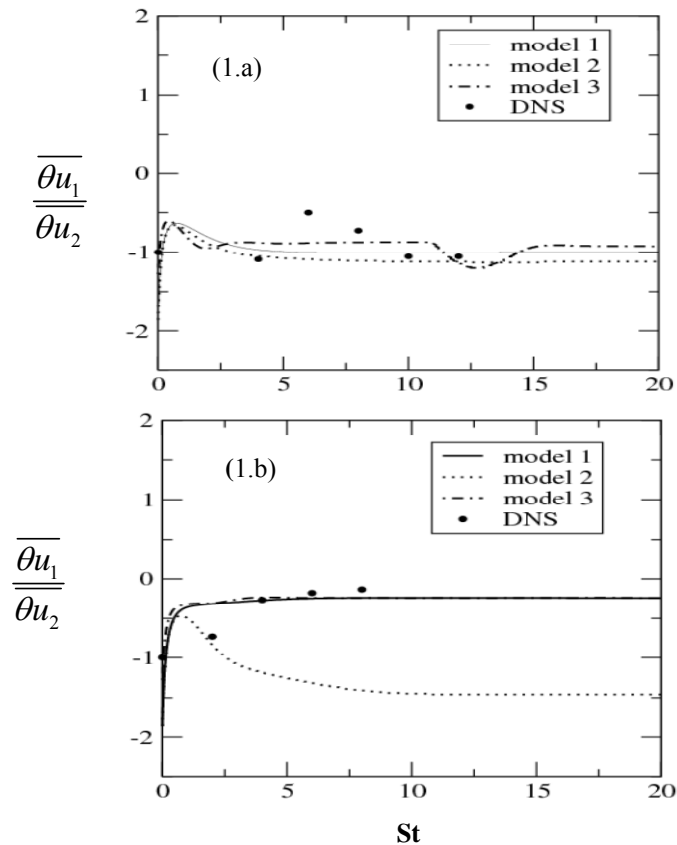 2
(1.a)
model 1
model 2
model 3
DNS
1
0
-1
-2
θu₁
θu₂
0
5
10
15
20
2
(1.b)
model 1
model 2
model 3
DNS
1
0
-1
-2
θu₁
θu₂
0
5
10
15
20
St